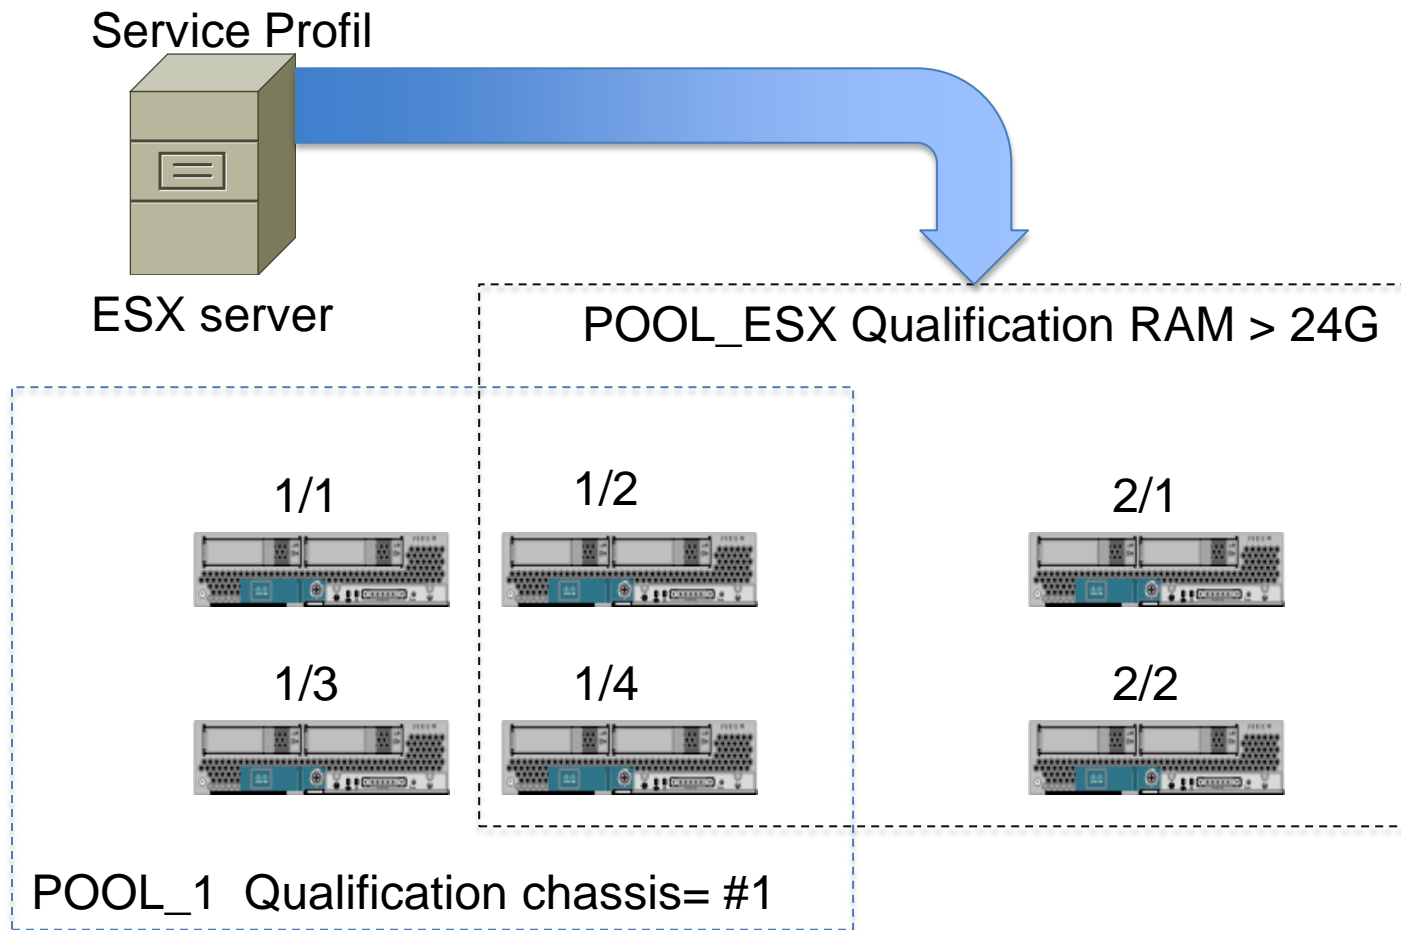 Service Profil
ESX server
POOL_ESX Qualification RAM > 24G
1/1
1/2
2/1
1/3
1/4
2/2
POOL_1 Qualification chassis= #1